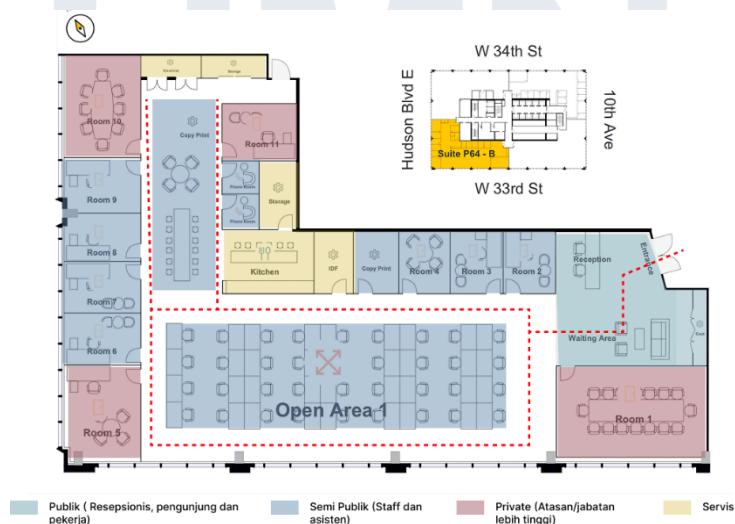 W 34th St
Hudson Blvd E
10th Ave
Suite P64 - B
W 33rd St
Electrical
Storage
Room 10
Copy Print
Room 11
Room 9
Phone Room
Storage
Phone Room
Room 8
Kitchen
IDF
Copy Print
Room 4
Room 3
Room 2
Reception
Entrance
Room 7
Room 6
Waiting Area
Coat
Room 5
Open Area 1
Room 1
Publik ( Resepsionis, pengunjung dan
pekerja)
Semi Publik (Staff dan
asisten)
Private (Atasan/jabatan
lebih tinggi)
Servis